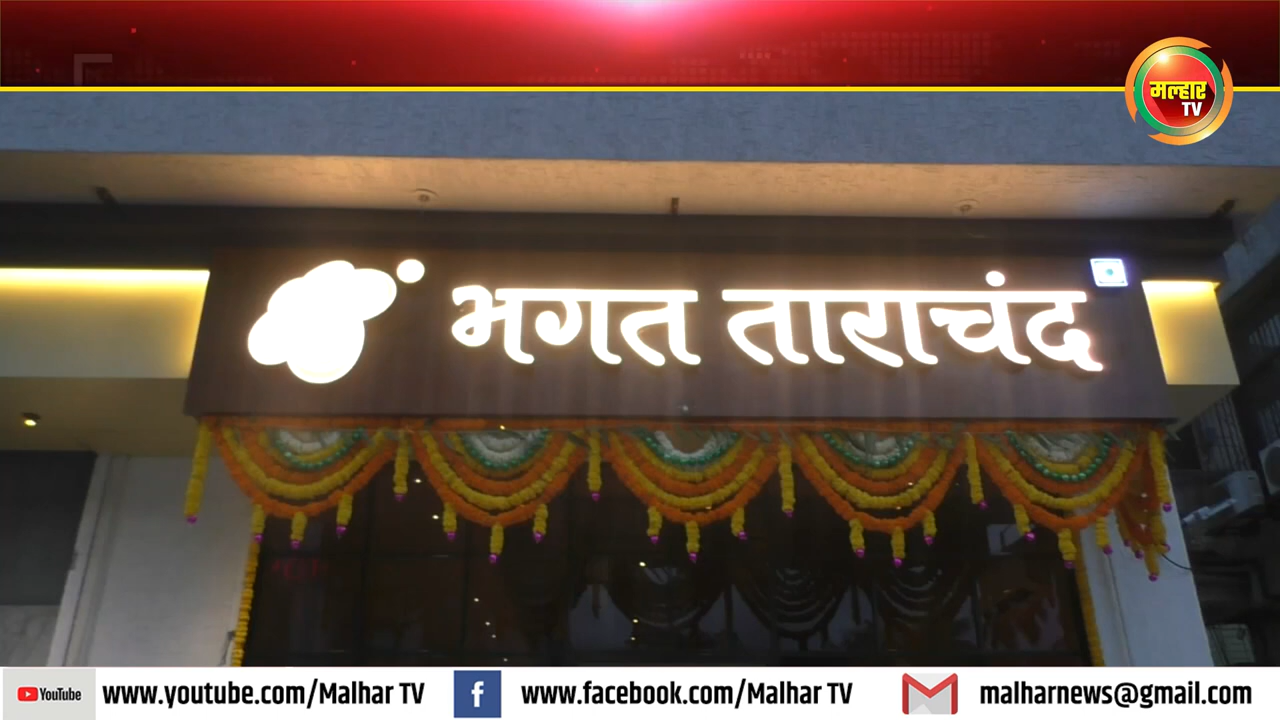 मल्हार
TV
भगत ताराचंद
YouTube www.youtube.com/Malhar TV www.facebook.com/Malhar TV malharnews@gmail.com